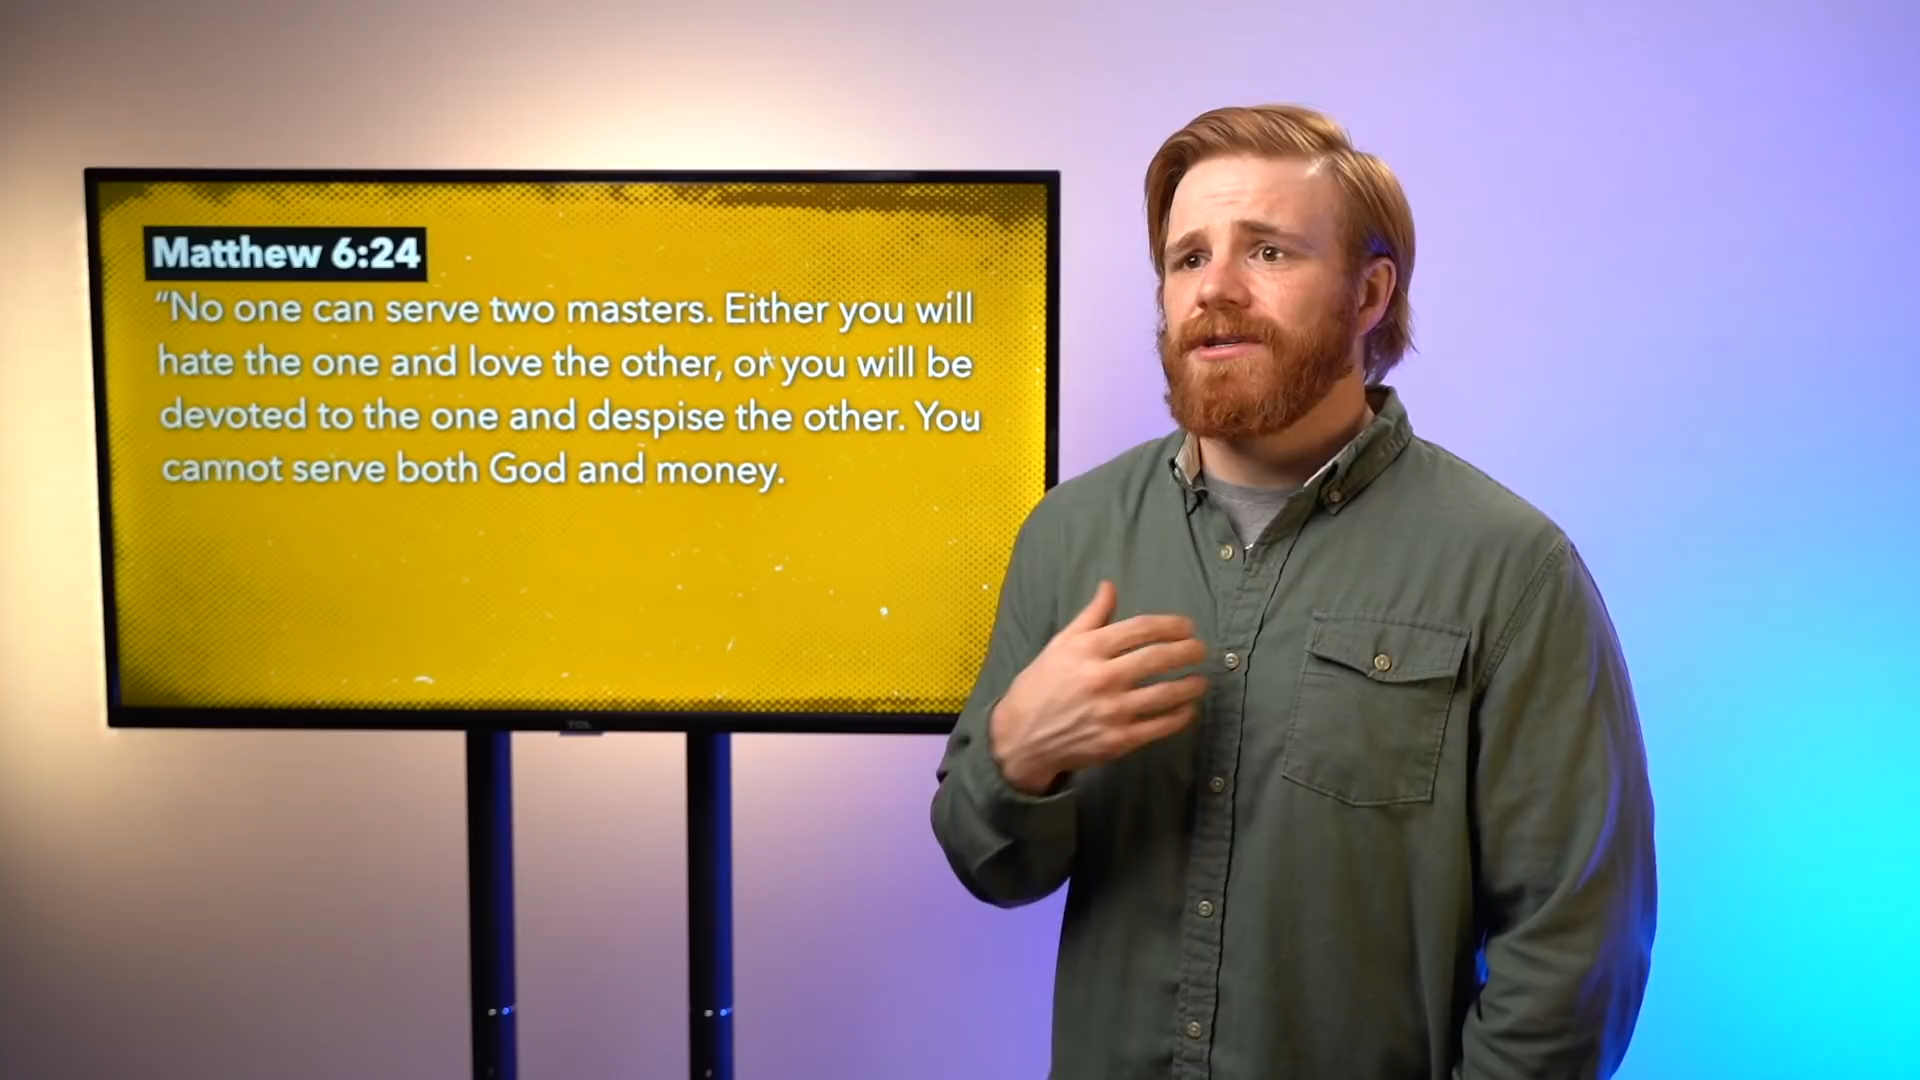 Matthew 6:24
“No one can serve two masters. Either you will
hate the one and love the other, or you will be
devoted to the one and despise the other. You
cannot serve both God and money.